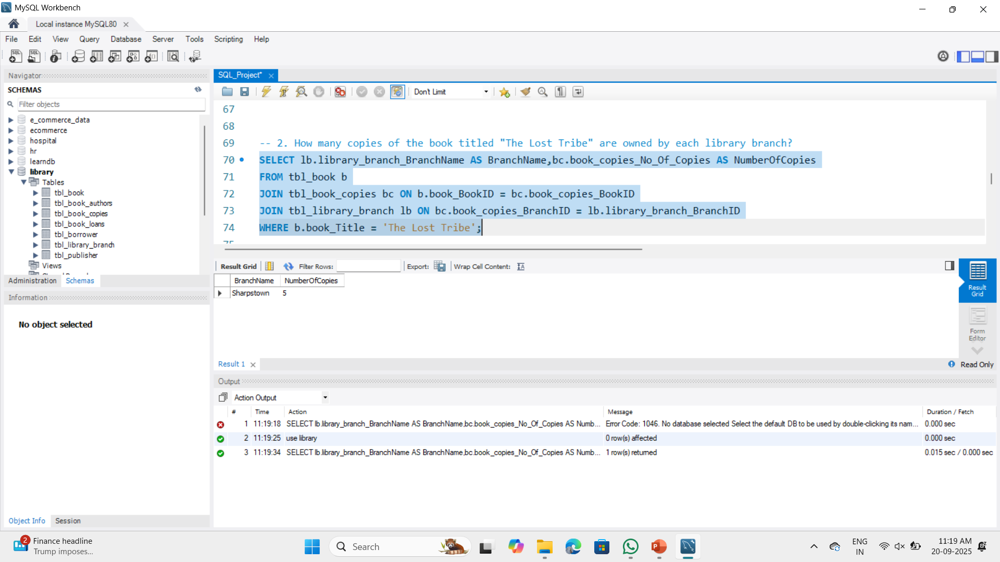 MySQL Workbench
Local instance MySQL80
File Edit View Query Database Server Tools Scripting Help
Navigator
SCHEMAS
Filter objects
e_commerce_data
ecommerce
hospital
hr
learndb
library
Tables
tbl_book
tbl_book_authors
tbl_book_copies
tbl_book_loans
tbl_borrower
tbl_library_branch
tbl_publisher
Views
Administration Schemas
Information
No object selected
Object Info Session
SQL_Project*
Don't Limit
67
68
69 -- 2. How many copies of the book titled "The Lost Tribe" are owned by each library branch?
70 SELECT lb.library_branch_BranchName AS BranchName,bc.book_copies_No_Of_Copies AS NumberOfCopies
71 FROM tbl_book b
72 JOIN tbl_book_copies bc ON b.book_BookID = bc.book_copies_BookID
73 JOIN tbl_library_branch lb ON bc.book_copies_BranchID = lb.library_branch_BranchID
74 WHERE b.book_Title = 'The Lost Tribe';
Result Grid Filter Rows: Export: Wrap Cell Content:
BranchName NumberOfCopies
Sharpstown 5
Result
Grid
Form
Editor
Result 1
Read Only
Output
Action Output
# Time Action Message Duration / Fetch
1 11:19:18 SELECT lb.library_branch_BranchName AS BranchName,bc.book_copies_No_Of_Copies AS Numb... Error Code: 1046. No database selected Select the default DB to be used by double-clicking its nam... 0.000 sec
2 11:19:25 use library 0 row(s) affected 0.000 sec
3 11:19:34 SELECT lb.library_branch_BranchName AS BranchName,bc.book_copies_No_Of_Copies AS Numb... 1 row(s) returned 0.015 sec / 0.000 sec
2
Finance headline
Trump imposes...
Search
ENG
IN
11:19 AM
20-09-2025